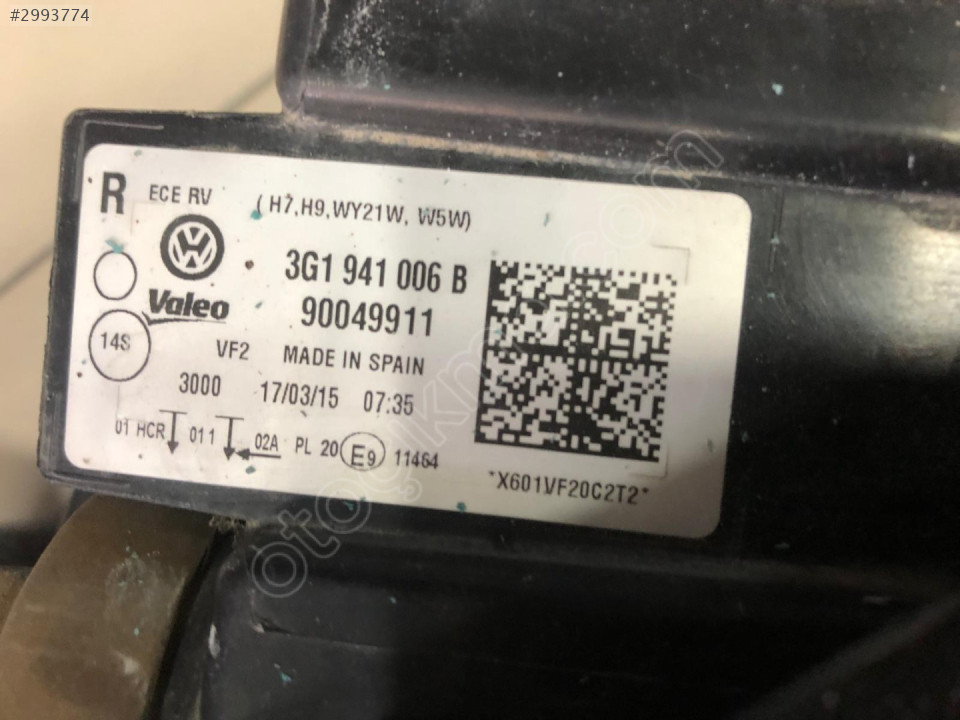 #2993774
R ECE RV (H7,H9,WY21W, W5W)
3G1 941 006 B
Valeo 90049911
14S VF2 MADE IN SPAIN
3000 17/03/15 07:35
01 HCR 011 02A PL 20 E9 11464
*X601VF20C2T2*